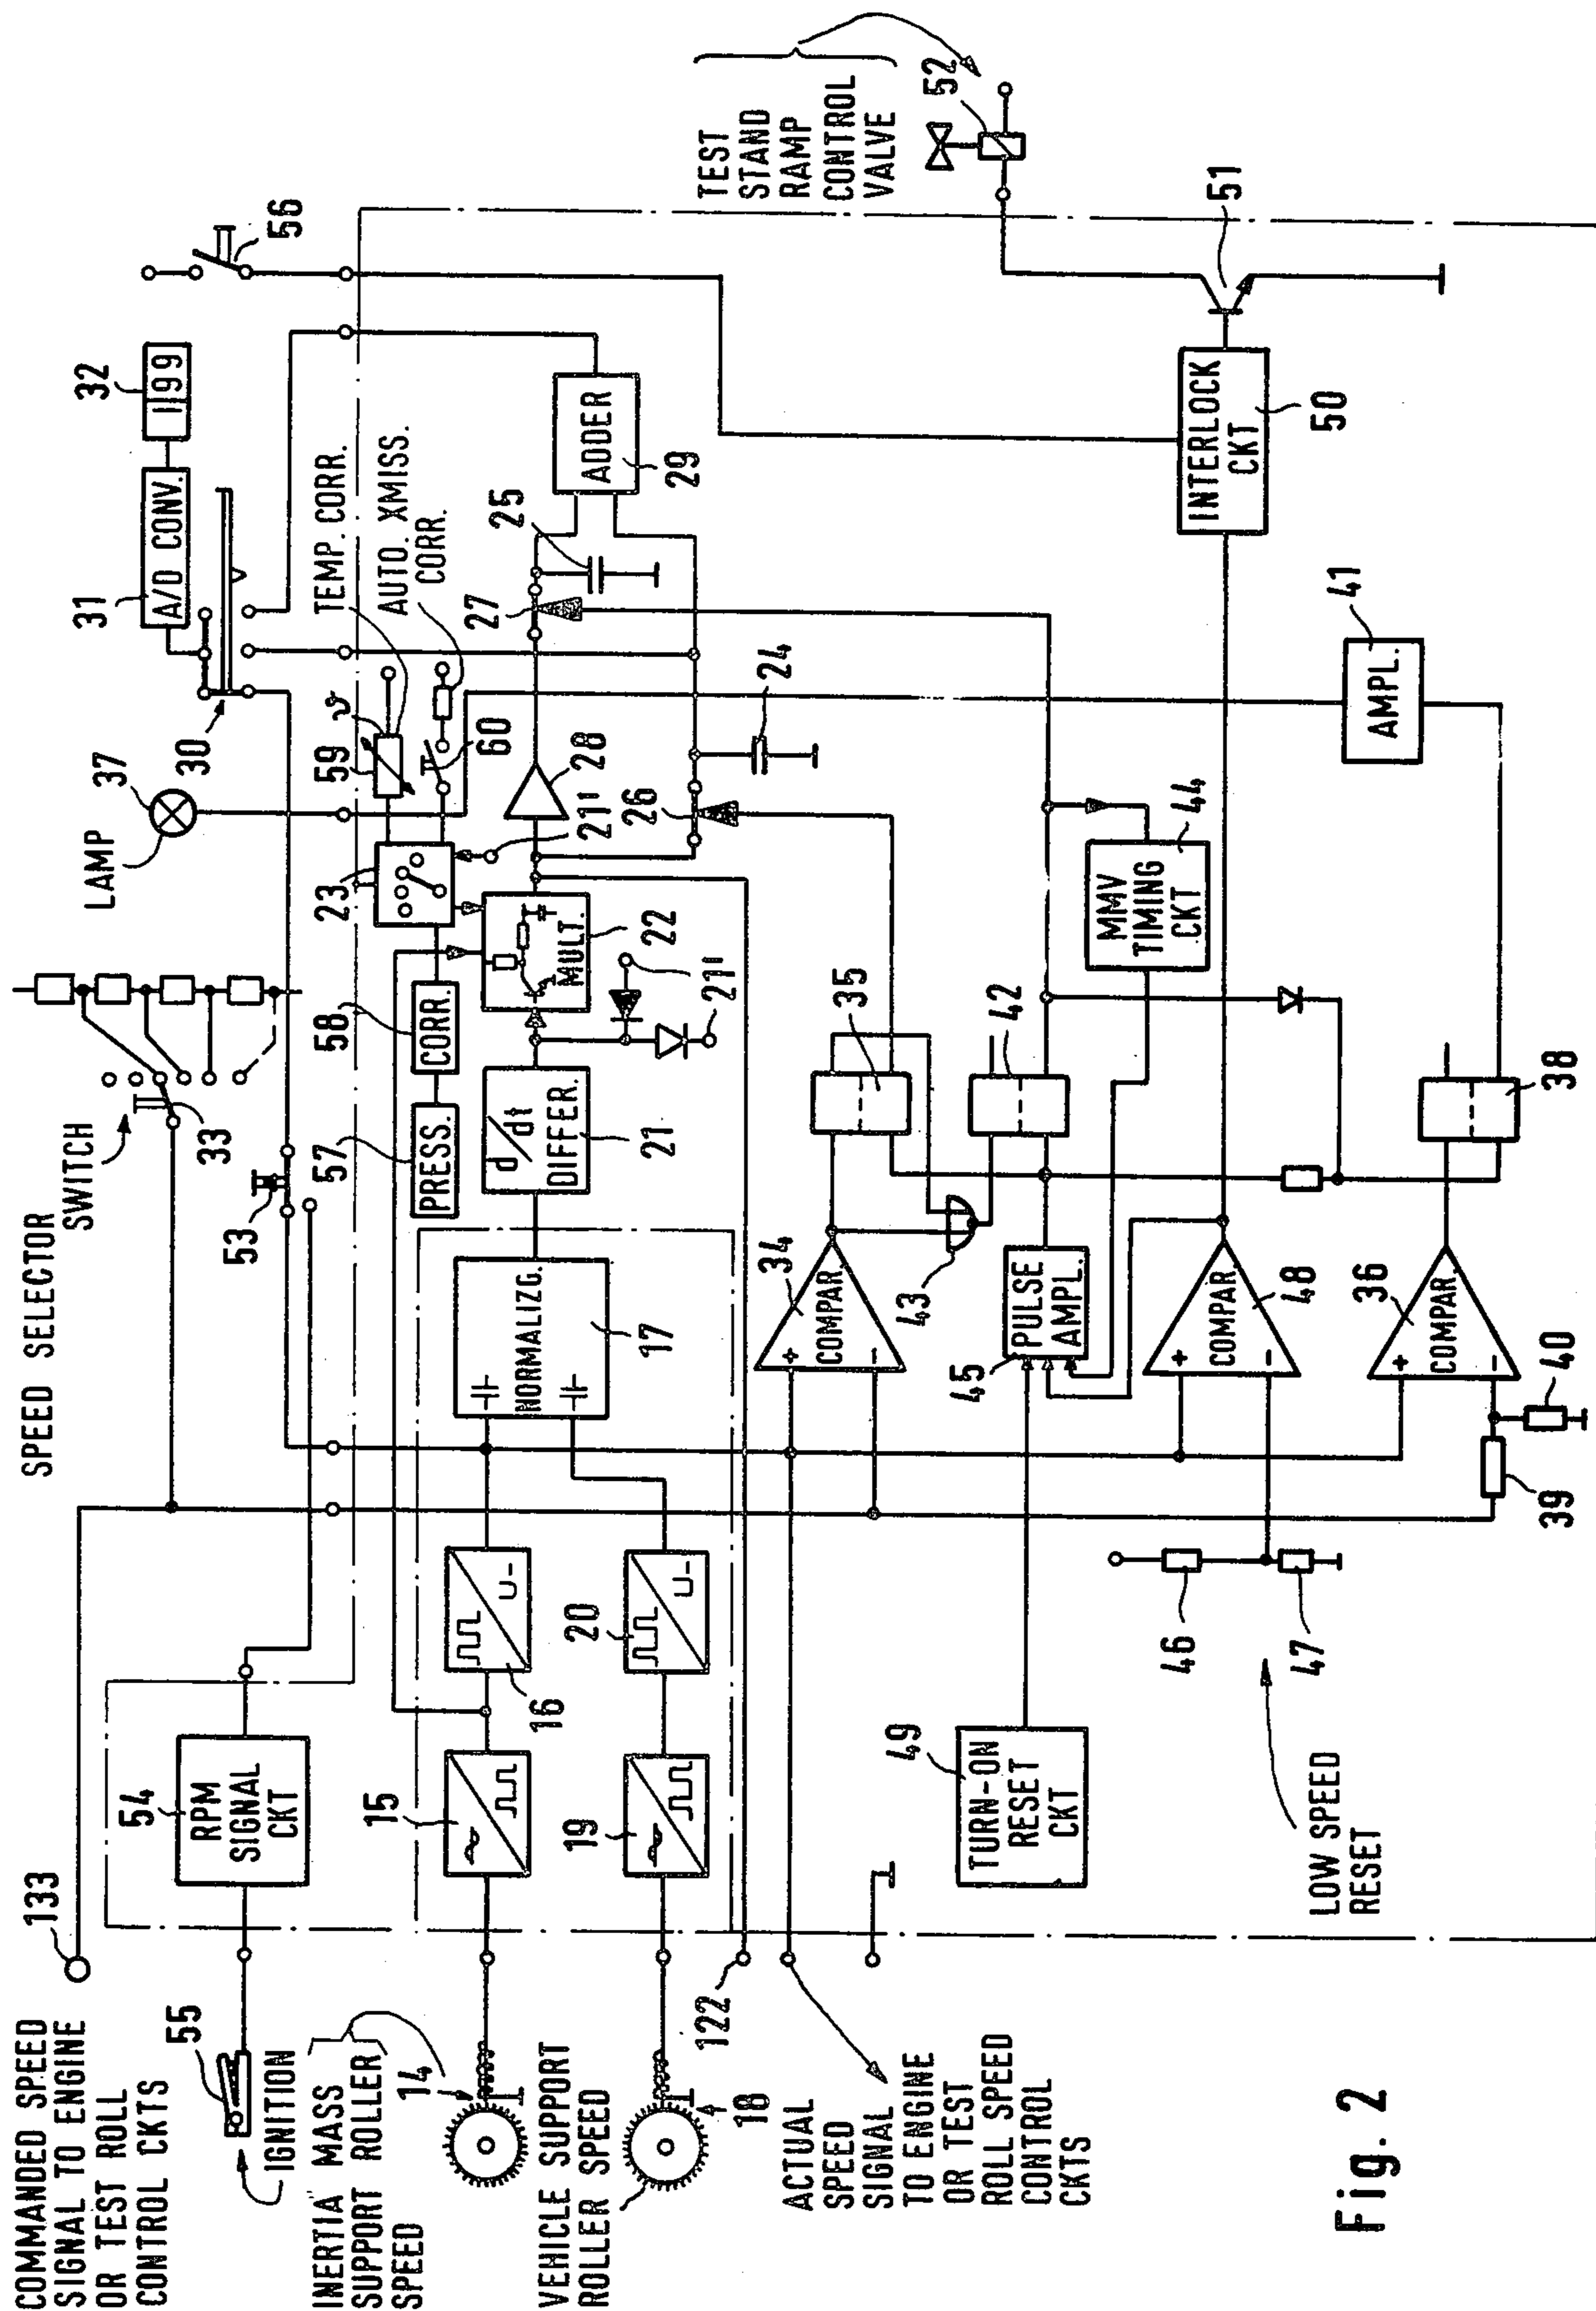 COMMANDED SPEED
SIGNAL TO ENGINE
OR TEST ROLL
CONTROL CKTS
133
55
IGNITION
INERTIA MASS
SUPPORT ROLLER
SPEED
14
VEHICLE SUPPORT
ROLLER SPEED
18
122
ACTUAL
SPEED
SIGNAL
TO ENGINE
OR TEST
ROLL SPEED
CONTROL
CKTS
54
RPM
SIGNAL
CKT
15
16
19
20
U-
U-
49
TURN-ON
RESET
CKT
LOW SPEED
RESET
46
47
SPEED SELECTOR
SWITCH
33
53
NORMALIZG.
17
57
PRESS.
58
CORR.
d/dt
DIFFER.
21
21'
MULT.
22
23
21'
28
LAMP
37
30
59
ϑ
60
TEMP. CORR.
AUTO. XMISS.
CORR.
31
A/D CONV.
32
1199
56
27
25
26
24
ADDER
29
34
+
COMPAR.
-
35
43
42
45
PULSE
AMPL.
MMV
TIMING
CKT
44
+
COMPAR.
-
48
36
+
COMPAR.
-
38
39
40
41
AMPL.
INTERLOCK
CKT
50
51
TEST
STAND
RAMP
CONTROL
VALVE
52
Fig. 2